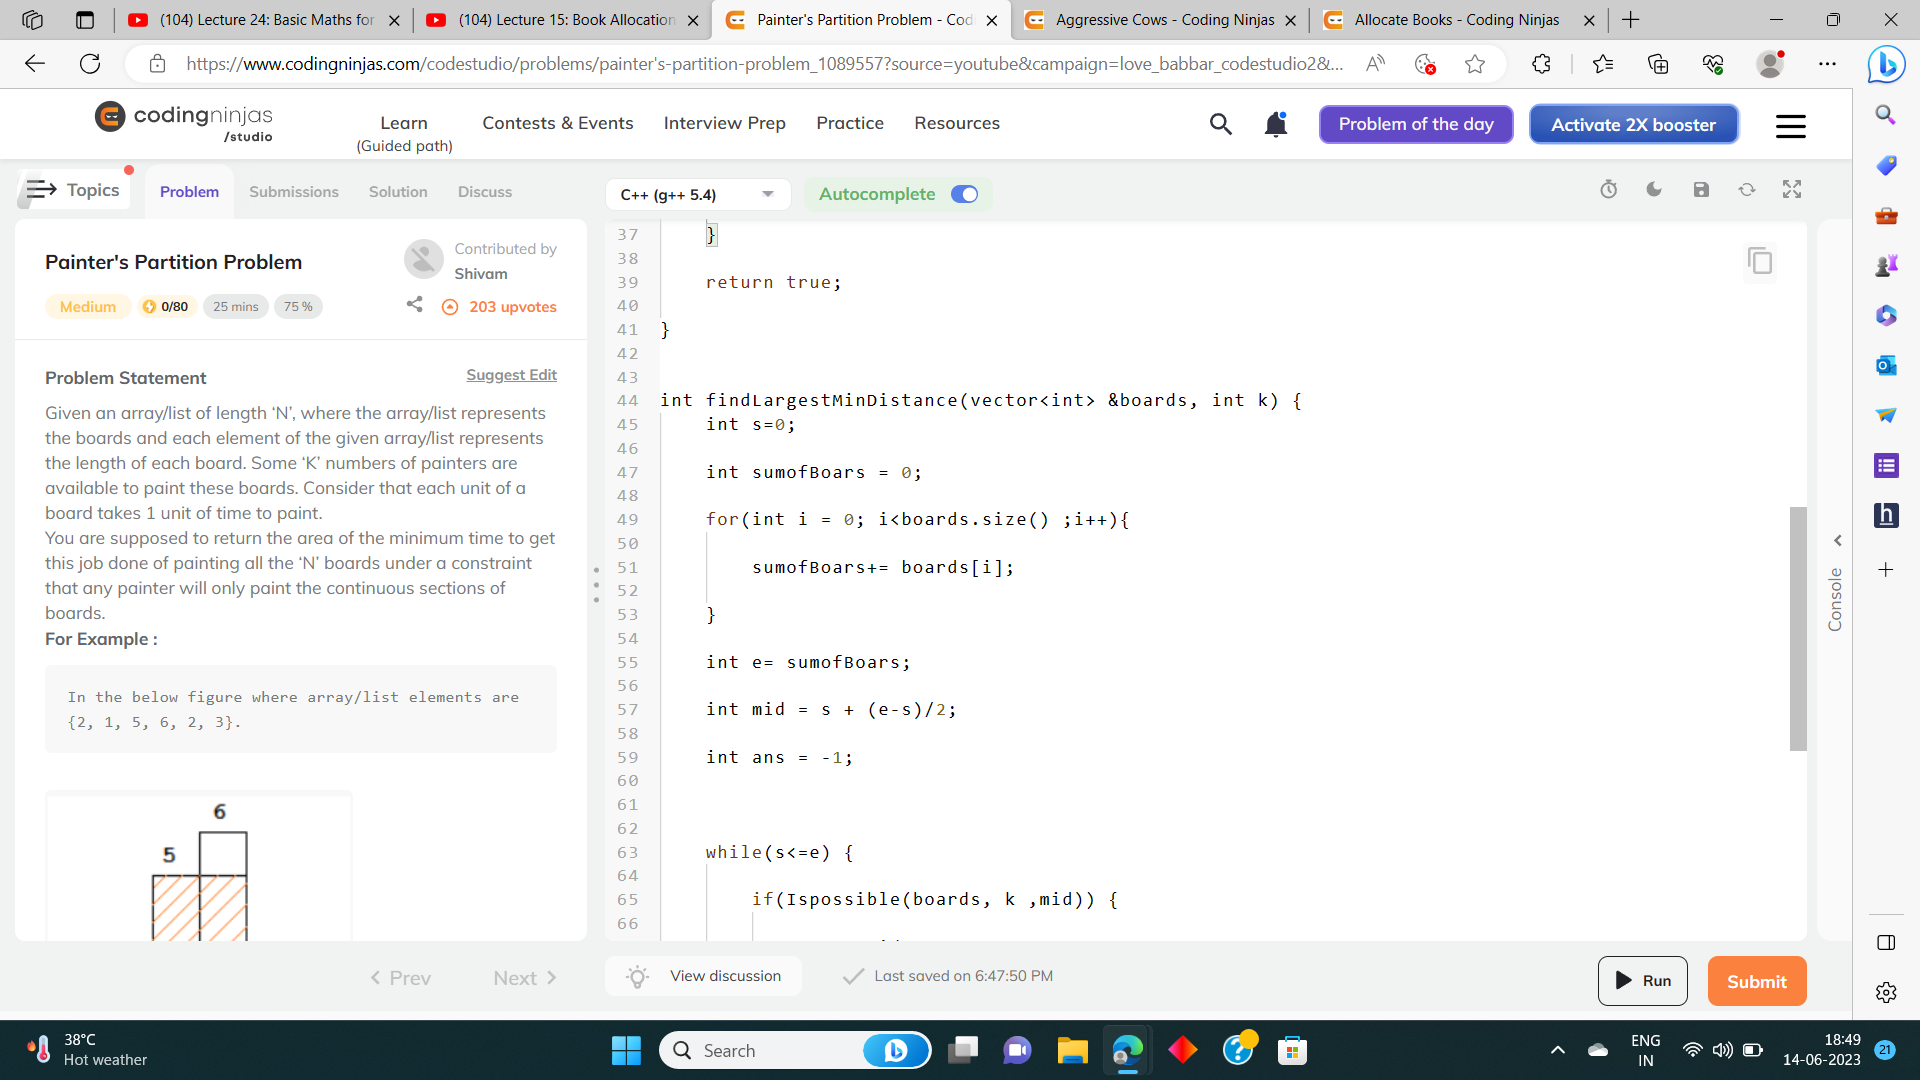 (104) Lecture 24: Basic Maths for
(104) Lecture 15: Book Allocation
Painter's Partition Problem - Cod
Aggressive Cows - Coding Ninjas
Allocate Books - Coding Ninjas
https://www.codingninjas.com/codestudio/problems/painter's-partition-problem_1089557?source=youtube&campaign=love_babbar_codestudio2&...
codingninjas
/studio
Learn
(Guided path)
Contests & Events
Interview Prep
Practice
Resources
Problem of the day
Activate 2X booster
Topics
Problem
Submissions
Solution
Discuss
C++ (g++ 5.4)
Autocomplete
Painter's Partition Problem
Contributed by
Shivam
Medium
0/80
25 mins
75 %
203 upvotes
Problem Statement
Suggest Edit
Given an array/list of length ‘N’, where the array/list represents
the boards and each element of the given array/list represents
the length of each board. Some ‘K’ numbers of painters are
available to paint these boards. Consider that each unit of a
board takes 1 unit of time to paint.
You are supposed to return the area of the minimum time to get
this job done of painting all the ‘N’ boards under a constraint
that any painter will only paint the continuous sections of
boards.
For Example :
In the below figure where array/list elements are
{2, 1, 5, 6, 2, 3}.
6
5
37 }
38
39 return true;
40
41 }
42
43
44 int findLargestMinDistance(vector<int> &boards, int k) {
45 int s=0;
46
47 int sumofBoars = 0;
48
49 for(int i = 0; i<boards.size() ;i++){
50
51 sumofBoars+= boards[i];
52
53 }
54
55 int e= sumofBoars;
56
57 int mid = s + (e-s)/2;
58
59 int ans = -1;
60
61
62
63 while(s<=e) {
64
65 if(Ispossible(boards, k ,mid)) {
66
Console
Prev
Next
View discussion
Last saved on 6:47:50 PM
Run
Submit
38°C
Hot weather
Search
ENG
IN
18:49
14-06-2023
21